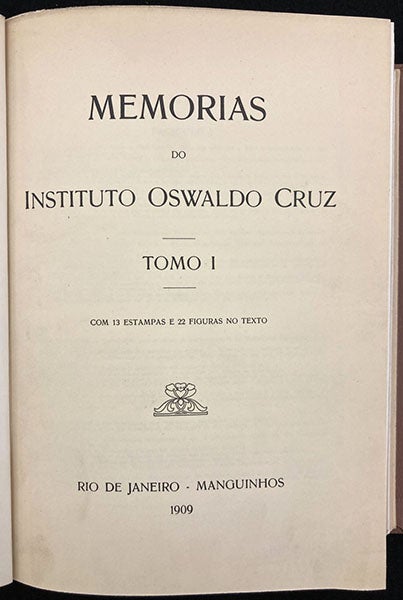 MEMORIAS
DO
INSTITUTO OSWALDO CRUZ
TOMO I
COM 13 ESTAMPAS E 22 FIGURAS NO TEXTO
RIO DE JANEIRO - MANGUINHOS
1909